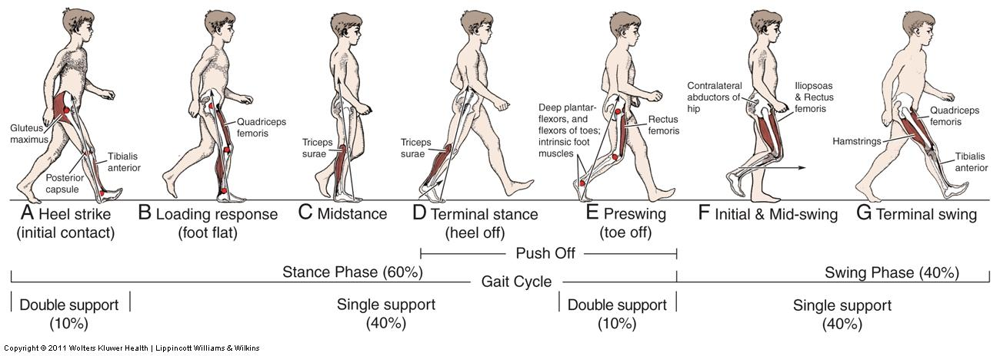 Gluteus
maximus
Posterior
capsule
Tibialis
anterior
Quadriceps
femoris
Triceps
surae
Triceps
surae
Deep plantar-
flexors, and
flexors of toes;
intrinsic foot
muscles
Rectus
femoris
Contralateral
abductors of
hip
Iliopsoas
& Rectus
femoris
Quadriceps
femoris
Hamstrings
Tibialis
anterior
A Heel strike
(initial contact)
B Loading response
(foot flat)
C Midstance
D Terminal stance
(heel off)
E Preswing
(toe off)
F Initial & Mid-swing
G Terminal swing
Push Off
Stance Phase (60%)
Swing Phase (40%)
Gait Cycle
Double support
(10%)
Single support
(40%)
Double support
(10%)
Single support
(40%)
Copyright © 2011 Wolters Kluwer Health | Lippincott Williams & Wilkins